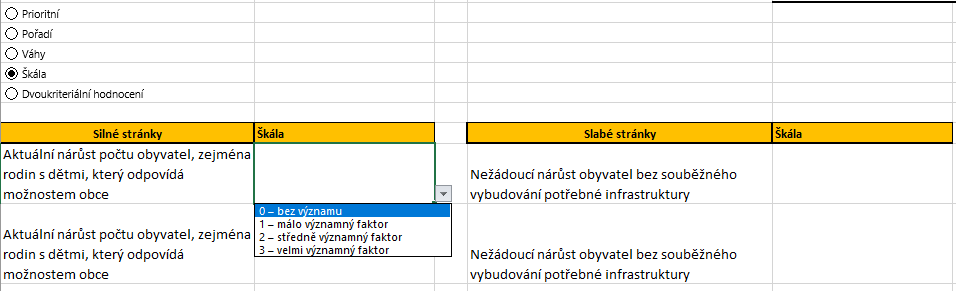 Prioritní
Pořadí
Váhy
Škála
Dvoukriteriální hodnocení
Silné stránky
Škála
Slabé stránky
Škála
Aktuální nárůst počtu obyvatel, zejména
rodin s dětmi, který odpovídá
možnostem obce
Nežádoucí nárůst obyvatel bez souběžného
vybudování potřebné infrastruktury
0 – bez významu
1 – málo významný faktor
2 – středně významný faktor
3 – velmi významný faktor
Aktuální nárůst počtu obyvatel, zejména
rodin s dětmi, který odpovídá
možnostem obce
Nežádoucí nárůst obyvatel bez souběžného
vybudování potřebné infrastruktury